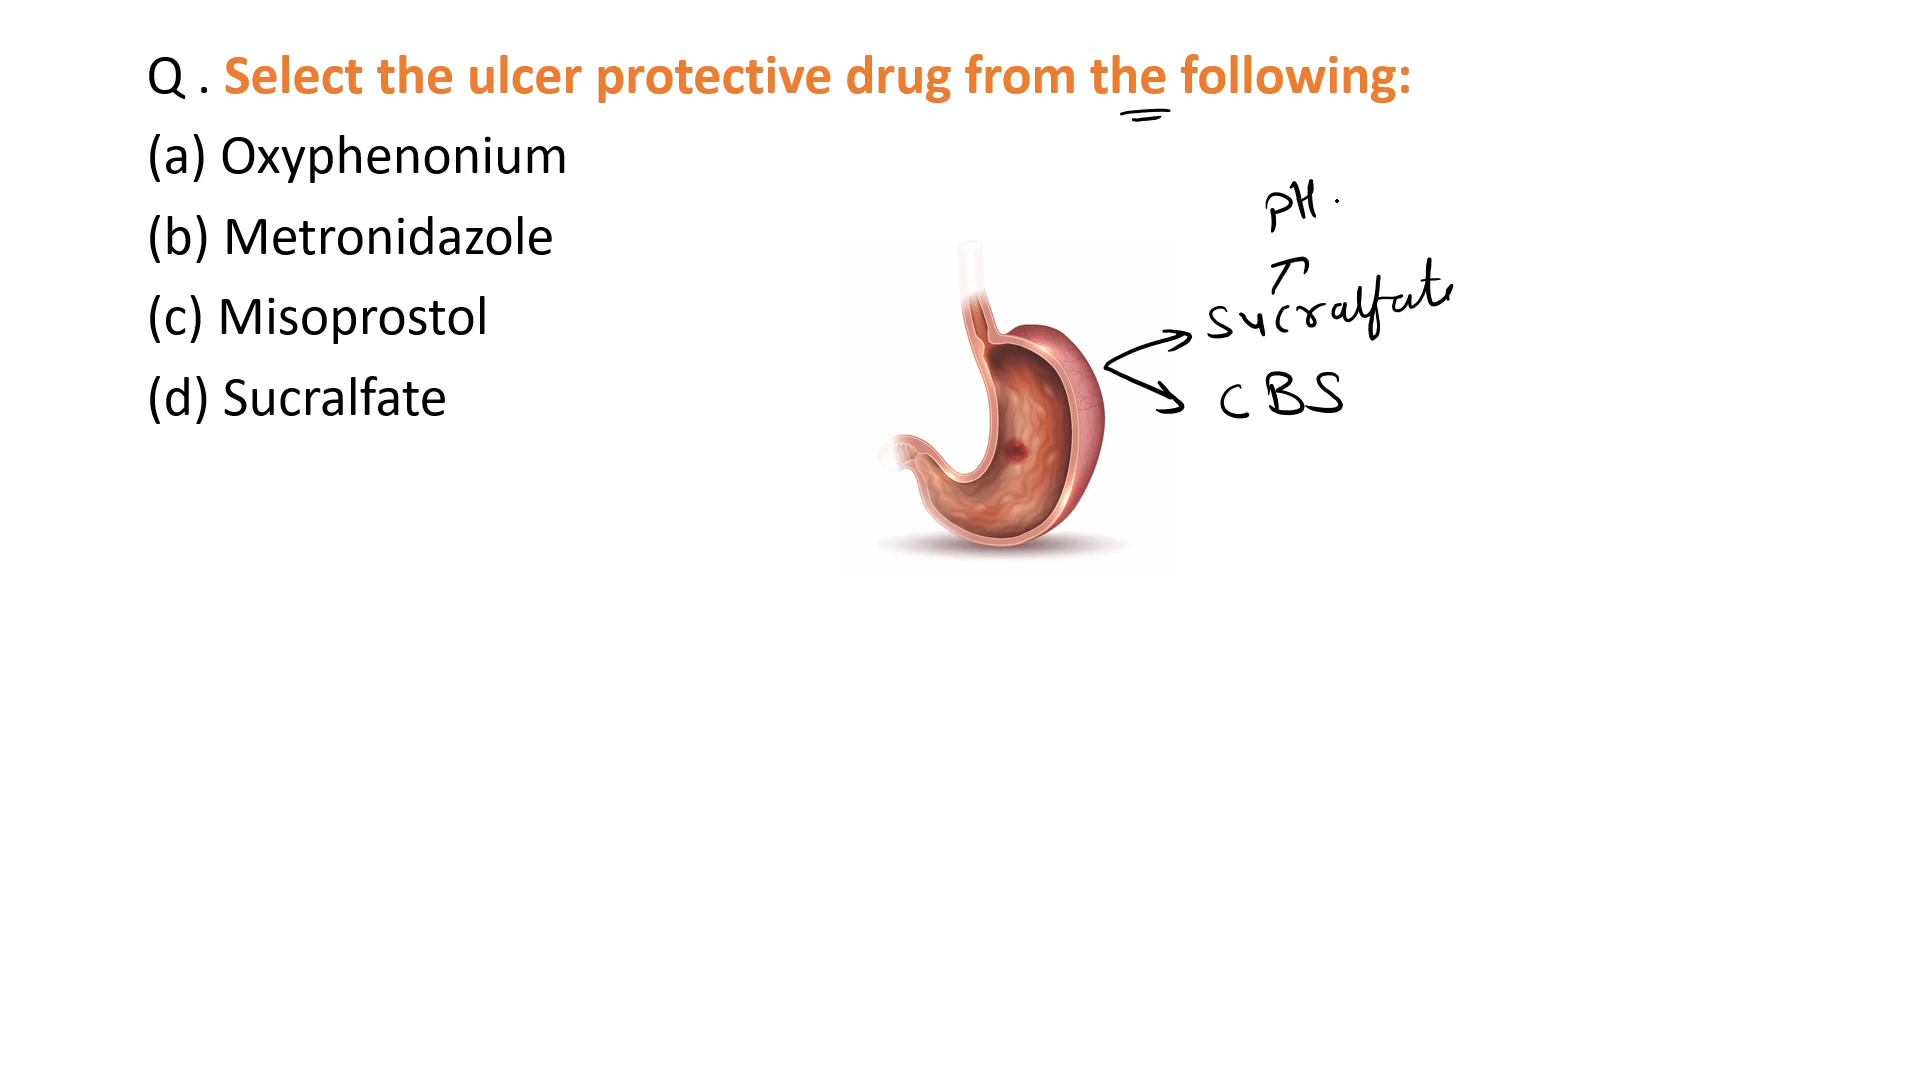 Q . Select the ulcer protective drug from the following:
(a) Oxyphenonium
(b) Metronidazole
(c) Misoprostol
(d) Sucralfate
pH.
Sucralfate
CBS